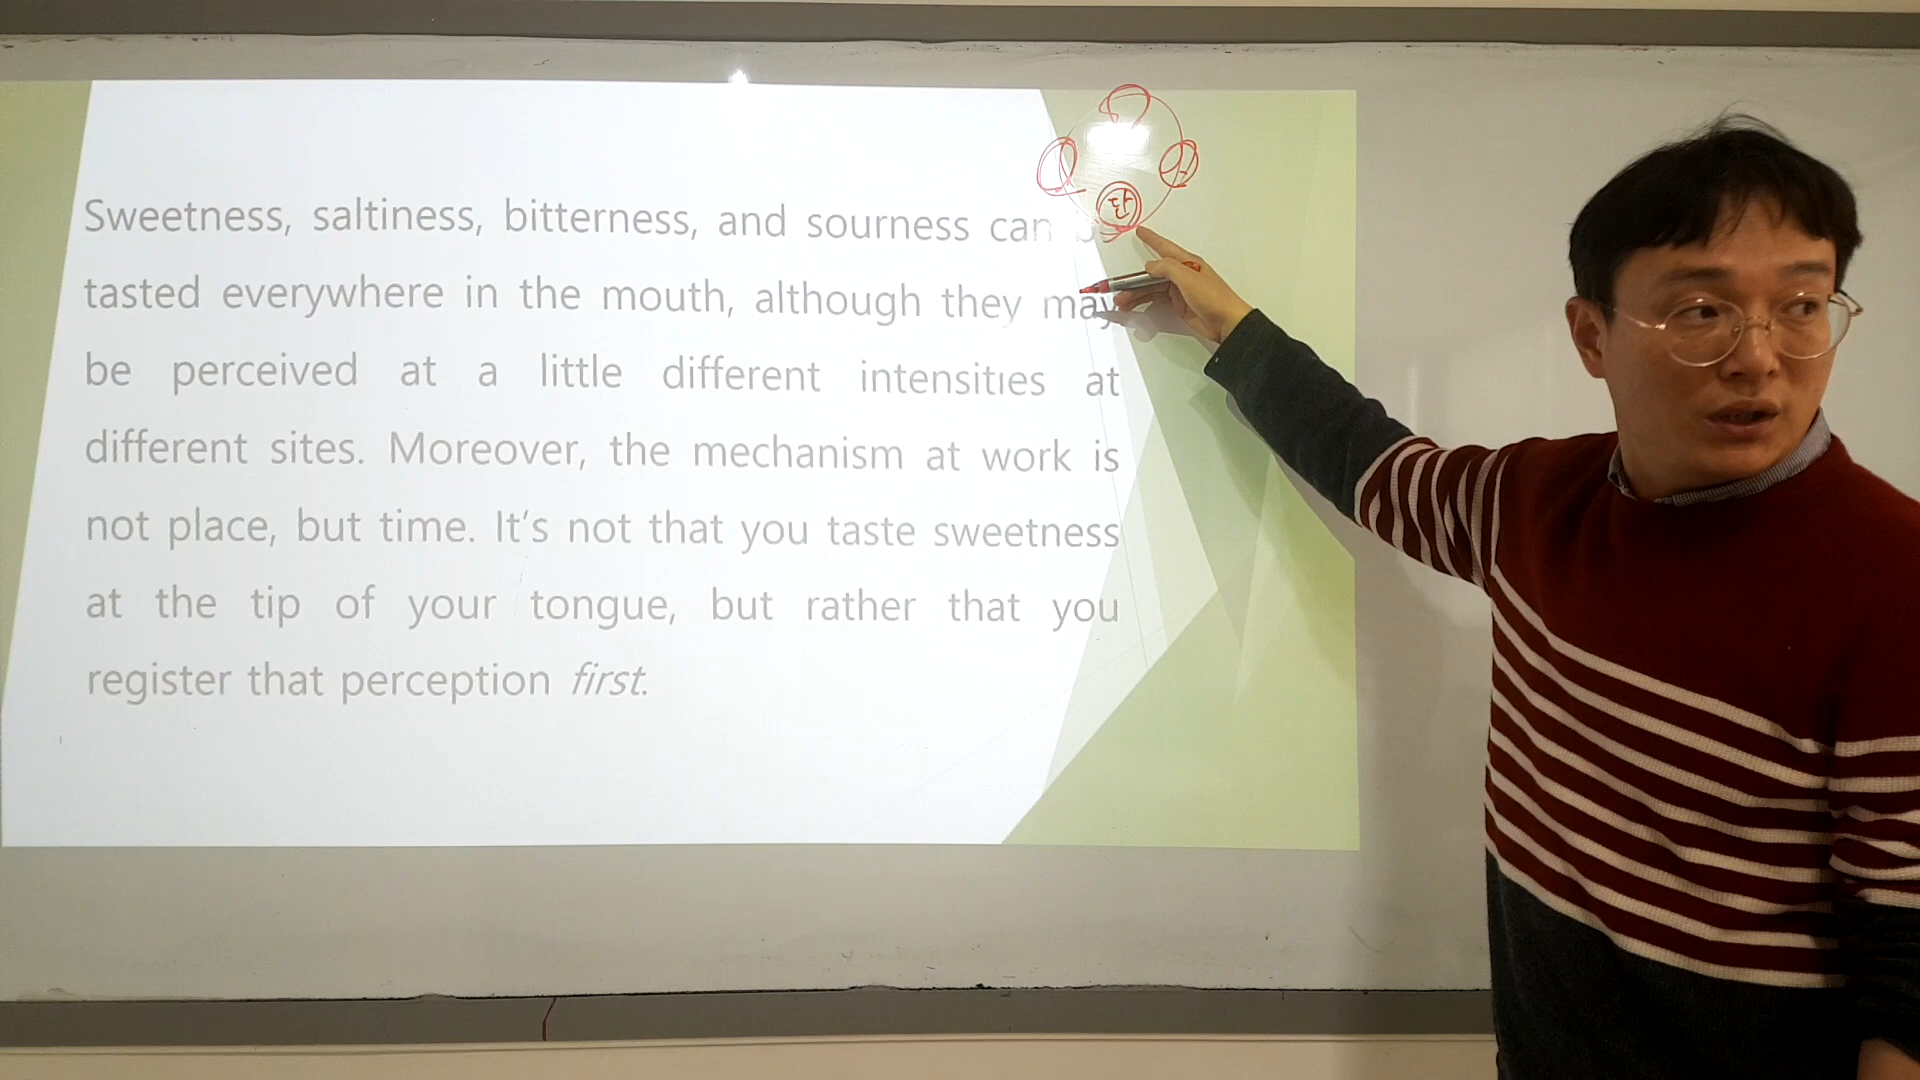 Sweetness, saltiness, bitterness, and sourness can b
tasted everywhere in the mouth, although they may
be perceived at a little different intensities at
different sites. Moreover, the mechanism at work is
not place, but time. It's not that you taste sweetness
at the tip of your tongue, but rather that you
register that perception first.
단